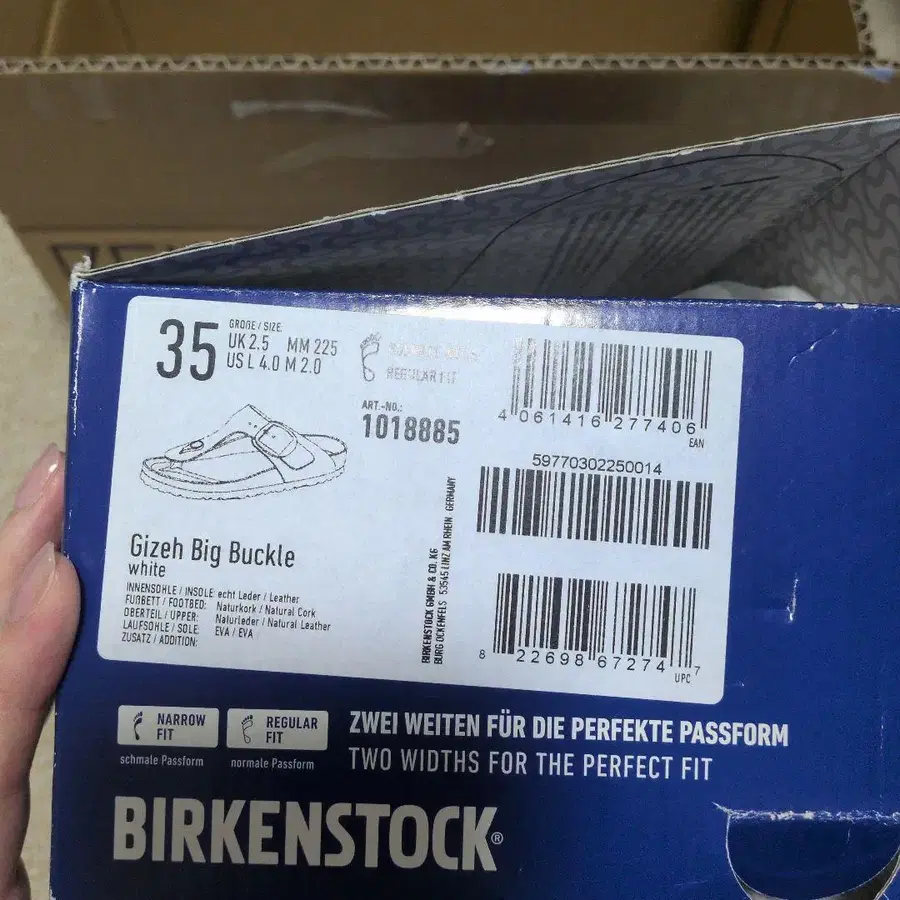 35
GRÖßE / SIZE
UK 2.5 MM 225
US L 4.0 M 2.0
REGULAR FIT
ART.-NO.:
1018885
4 061416 277406
EAN
59770302250014
Gizeh Big Buckle
white
INNENSOHLE / INSOLE echt Leder / Leather
FUßBETT / FOOTBED: Naturkork / Natural Cork
OBERTEIL / UPPER: Naturleder / Natural Leather
LAUFSOHLE / SOLE: EVA / EVA
ZUSATZ / ADDITION:
BIRKENSTOCK GMBH & CO. KG
BURG OCKENFELS 53545 LINZ AM RHEIN GERMANY
8 22698 67274 7
UPC
NARROW FIT
schmale Passform
REGULAR FIT
normale Passform
ZWEI WEITEN FÜR DIE PERFEKTE PASSFORM
TWO WIDTHS FOR THE PERFECT FIT
BIRKENSTOCK®